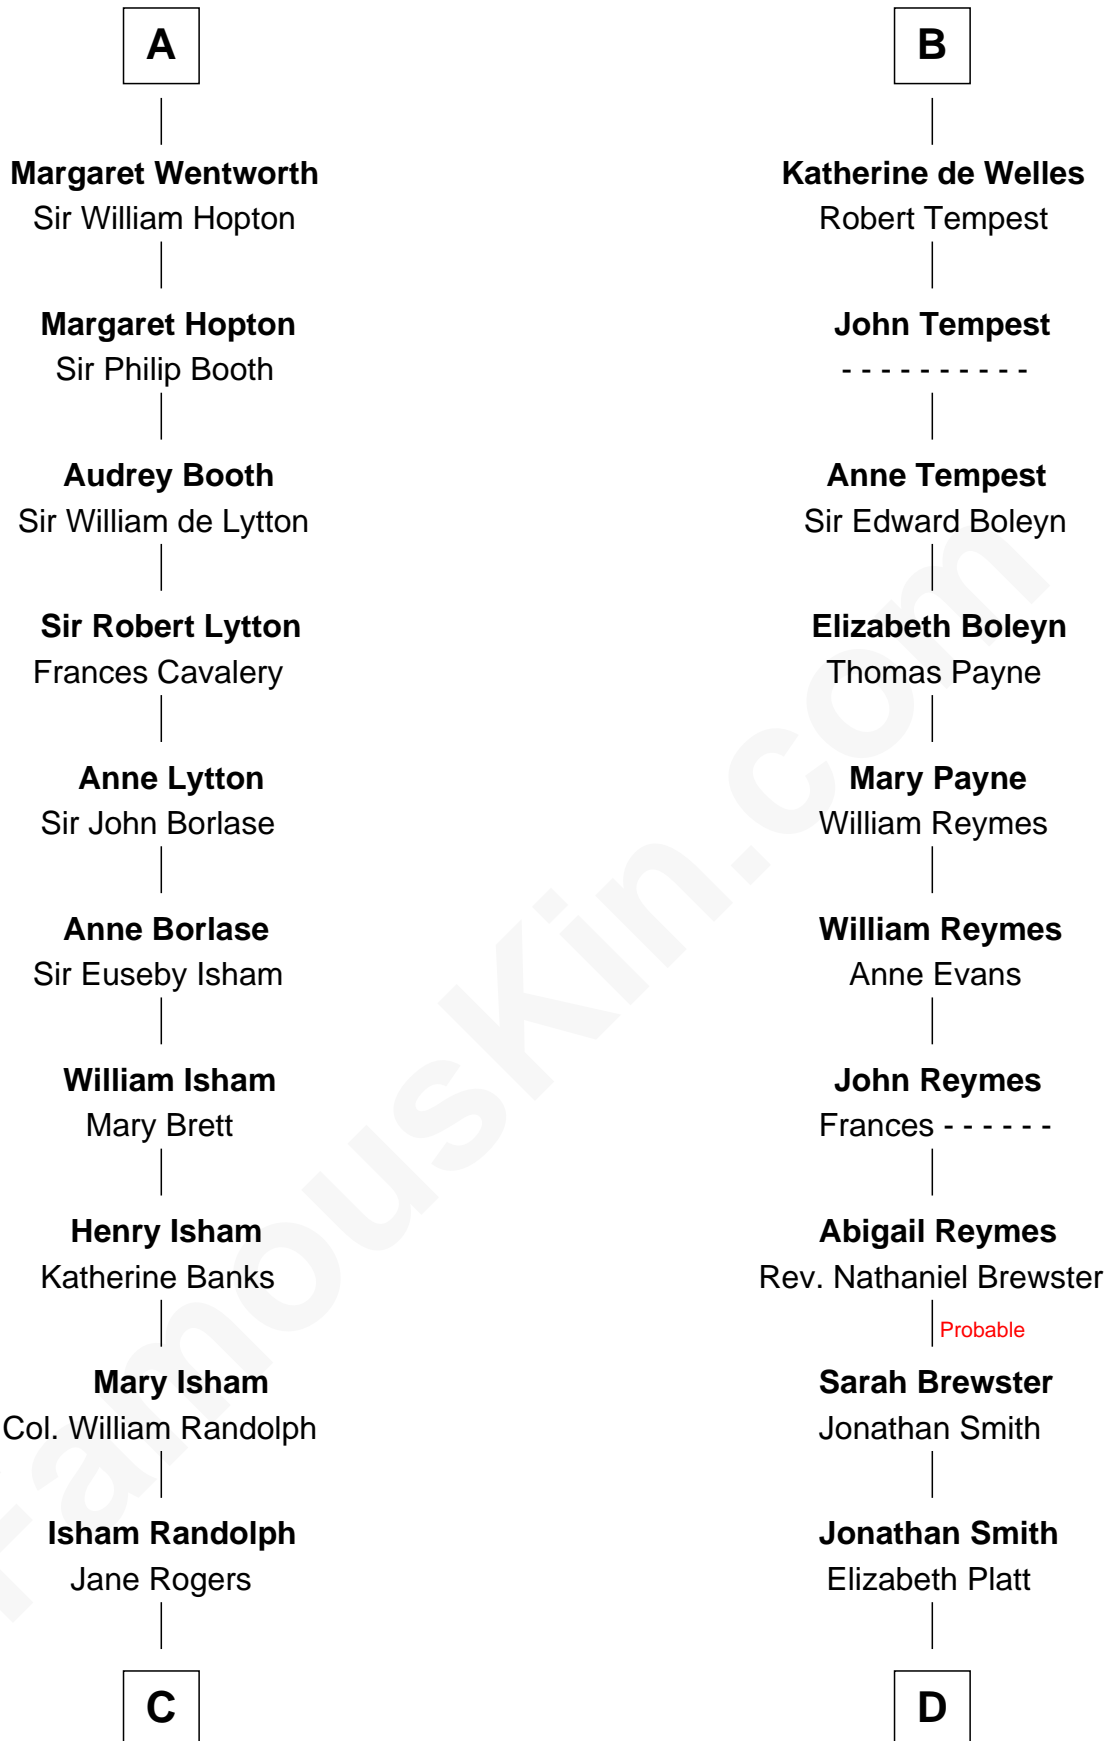 A
Margaret Wentworth
Sir William Hopton
Margaret Hopton
Sir Philip Booth
Audrey Booth
Sir William de Lytton
Sir Robert Lytton
Frances Cavalery
Anne Lytton
Sir John Borlase
Anne Borlase
Sir Euseby Isham
William Isham
Mary Brett
Henry Isham
Katherine Banks
Mary Isham
Col. William Randolph
Isham Randolph
Jane Rogers
C
B
Katherine de Welles
Robert Tempest
John Tempest
- - - - - - - - - -
Anne Tempest
Sir Edward Boleyn
Elizabeth Boleyn
Thomas Payne
Mary Payne
William Reymes
William Reymes
Anne Evans
John Reymes
Frances - - - - - -
Abigail Reymes
Rev. Nathaniel Brewster
Probable
Sarah Brewster
Jonathan Smith
Jonathan Smith
Elizabeth Platt
D
FamousKin.com